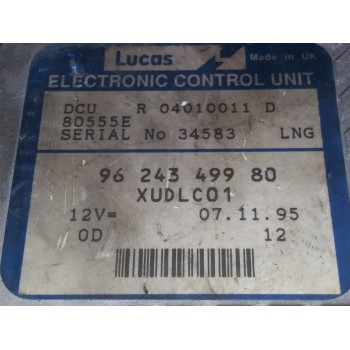 Lucas
Made in UK
ELECTRONIC CONTROL UNIT
DCU R 04010011 D
80555E
SERIAL No 34583 LNG
96 243 499 80
XUDLC01
12V= 07.11.95
0D 12